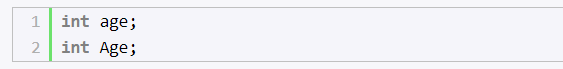 1 int age;
2 int Age;